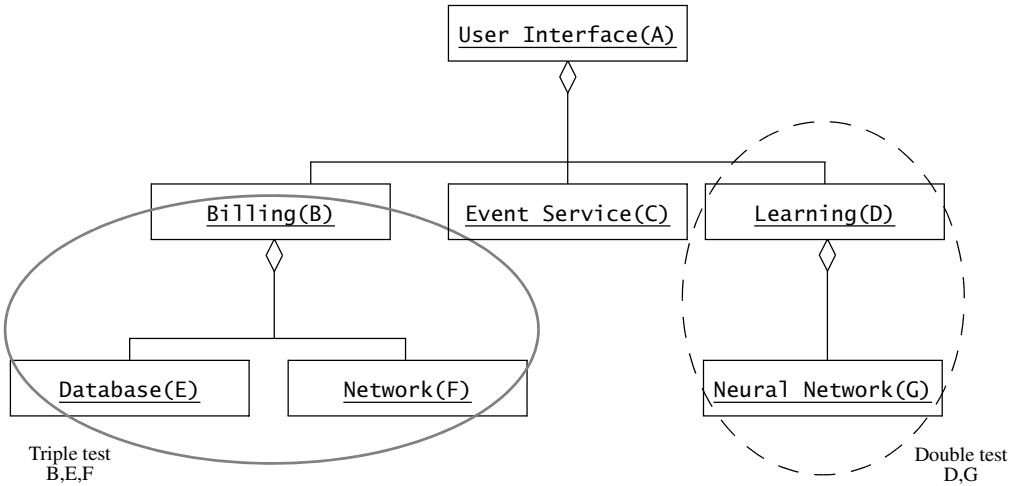 User Interface(A)
Billing(B)
Event Service(C)
Learning(D)
Database(E)
Network(F)
Neural Network(G)
Triple test
B,E,F
Double test
D,G